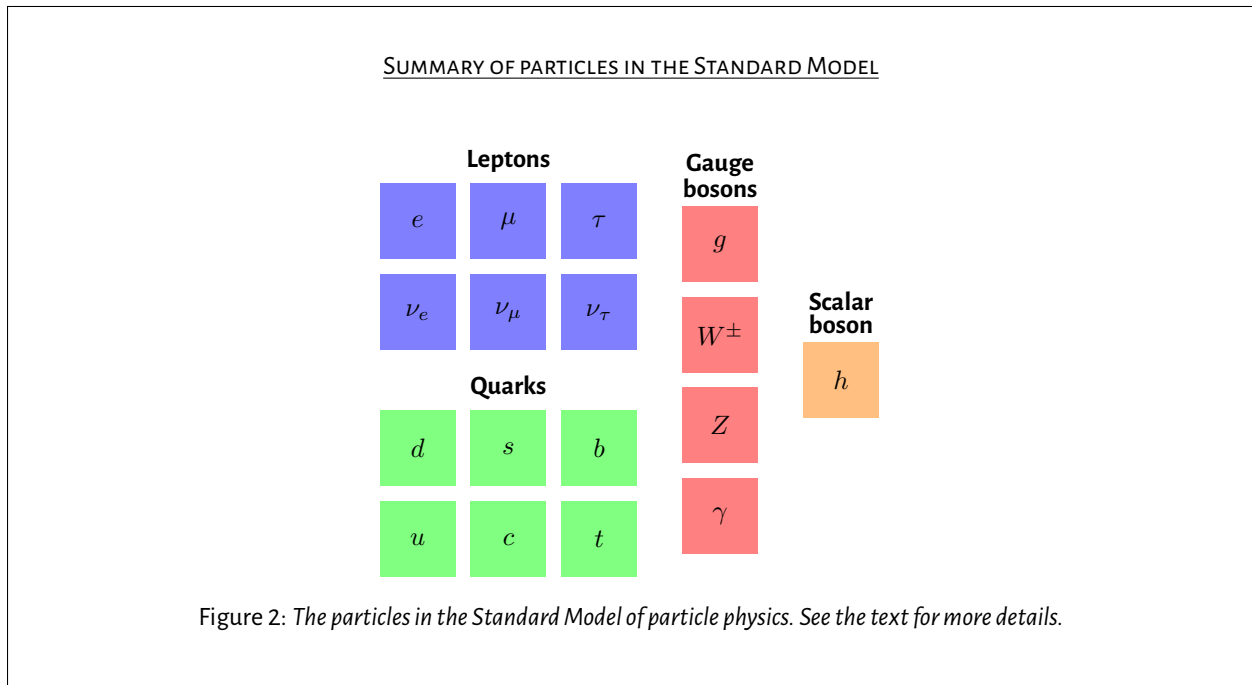 Summary of particles in the Standard Model
Leptons
e μ τ
ν_e ν_μ ν_τ
Quarks
d s b
u c t
Gauge
bosons
g
W^±
Z
γ
Scalar
boson
h
Figure 2: The particles in the Standard Model of particle physics. See the text for more details.